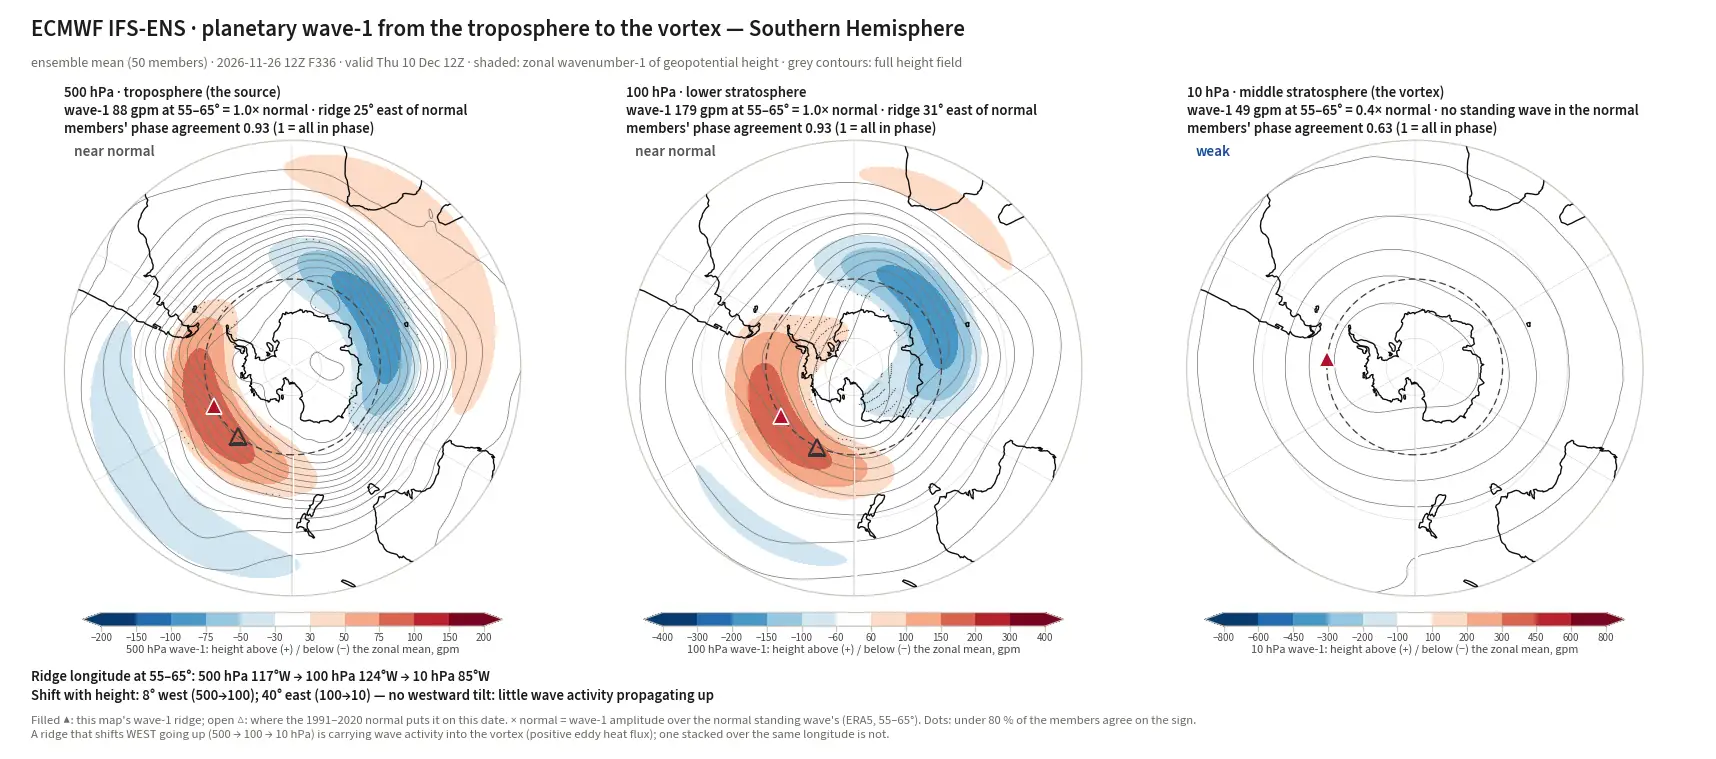 ECMWF IFS-ENS · planetary wave-1 from the troposphere to the vortex — Southern Hemisphere
ensemble mean (50 members) · 2026-11-26 12Z F336 · valid Thu 10 Dec 12Z · shaded: zonal wavenumber-1 of geopotential height · grey contours: full height field
500 hPa · troposphere (the source)
wave-1 88 gpm at 55–65° = 1.0× normal · ridge 25° east of normal
members' phase agreement 0.93 (1 = all in phase)
near normal
100 hPa · lower stratosphere
wave-1 179 gpm at 55–65° = 1.0× normal · ridge 31° east of normal
members' phase agreement 0.93 (1 = all in phase)
near normal
10 hPa · middle stratosphere (the vortex)
wave-1 49 gpm at 55–65° = 0.4× normal · no standing wave in the normal
members' phase agreement 0.63 (1 = all in phase)
weak
−200 −150 −100 −75 −50 −30 30 50 75 100 150 200
500 hPa wave-1: height above (+) / below (−) the zonal mean, gpm
−400 −300 −200 −150 −100 −60 60 100 150 200 300 400
100 hPa wave-1: height above (+) / below (−) the zonal mean, gpm
−800 −600 −450 −300 −200 −100 100 200 300 450 600 800
10 hPa wave-1: height above (+) / below (−) the zonal mean, gpm
Ridge longitude at 55–65°: 500 hPa 117°W → 100 hPa 124°W → 10 hPa 85°W
Shift with height: 8° west (500→100); 40° east (100→10) — no westward tilt: little wave activity propagating up
Filled ▲: this map's wave-1 ridge; open △: where the 1991–2020 normal puts it on this date. × normal = wave-1 amplitude over the normal standing wave's (ERA5, 55–65°). Dots: under 80 % of the members agree on the sign.
A ridge that shifts WEST going up (500 → 100 → 10 hPa) is carrying wave activity into the vortex (positive eddy heat flux); one stacked over the same longitude is not.